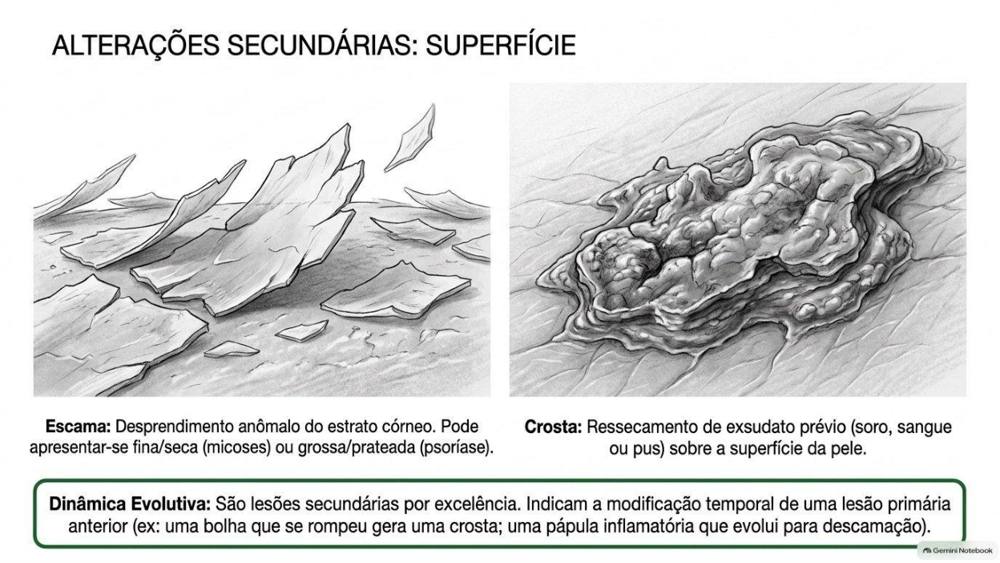 ALTERAÇÕES SECUNDÁRIAS: SUPERFÍCIE
Escama: Desprendimento anômalo do estrato córneo. Pode
apresentar-se fina/seca (micoses) ou grossa/prateada (psoríase).
Crosta: Ressecamento de exsudato prévio (soro, sangue
ou pus) sobre a superfície da pele.
Dinâmica Evolutiva: São lesões secundárias por excelência. Indicam a modificação temporal de uma lesão primária
anterior (ex: uma bolha que se rompeu gera uma crosta; uma pápula inflamatória que evolui para descamação).
Gemini Notebook